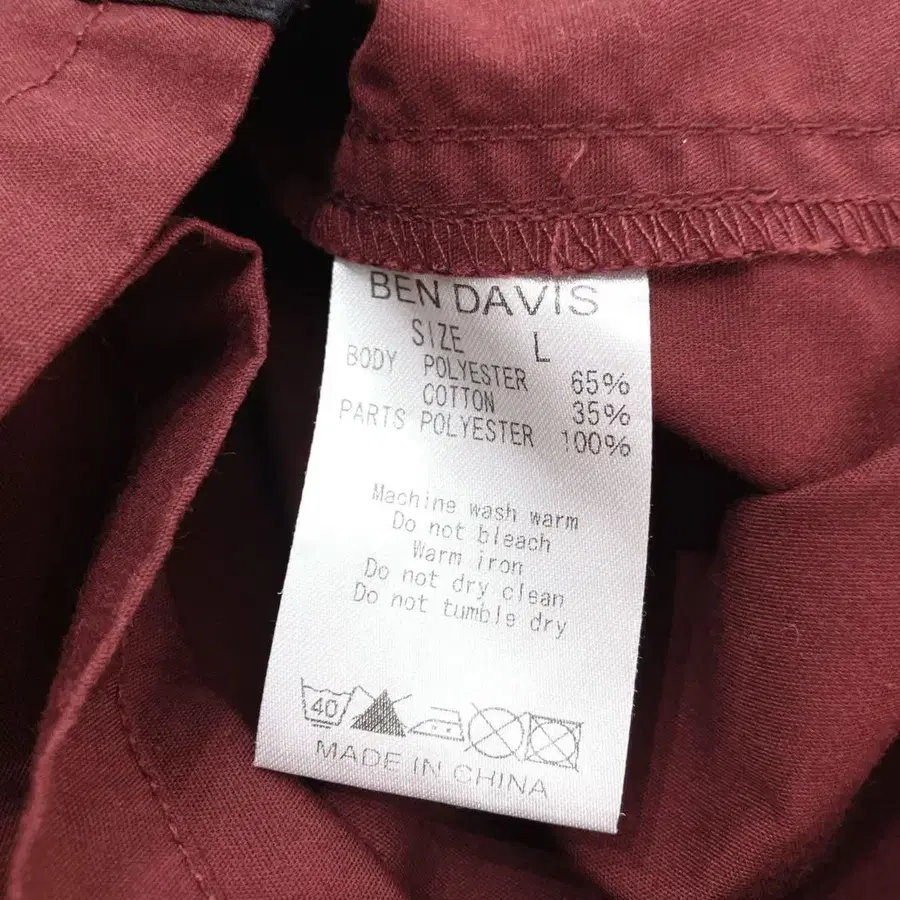 BEN DAVIS
SIZE L
BODY POLYESTER 65%
COTTON 35%
PARTS POLYESTER 100%
Machine wash warm
Do not bleach
Warm iron
Do not dry clean
Do not tumble dry
40
MADE IN CHINA